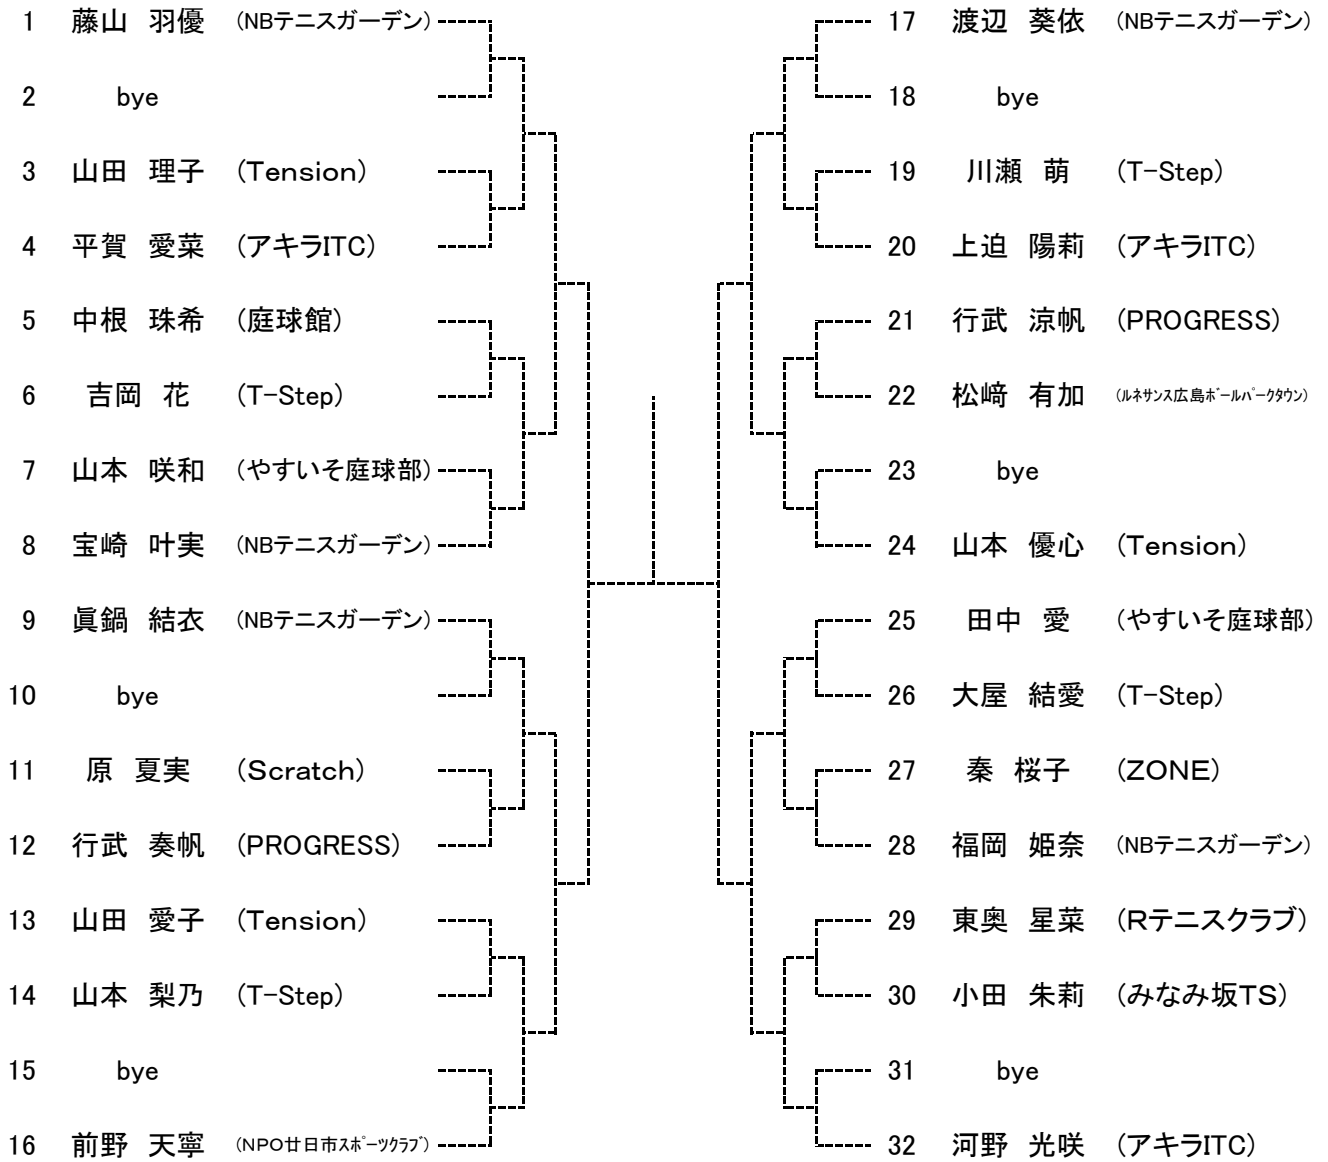 1 藤山 羽優 (NBテニスガーデン)
2 bye
3 山田 理子 (Tension)
4 平賀 愛菜 (アキラITC)
5 中根 珠希 (庭球館)
6 吉岡 花 (T-Step)
7 山本 咲和 (やすいそ庭球部)
8 宝崎 叶実 (NBテニスガーデン)
9 眞鍋 結衣 (NBテニスガーデン)
10 bye
11 原 夏実 (Scratch)
12 行武 奏帆 (PROGRESS)
13 山田 愛子 (Tension)
14 山本 梨乃 (T-Step)
15 bye
16 前野 天寧 (NPO廿日市スポーツクラブ)
17 渡辺 葵依 (NBテニスガーデン)
18 bye
19 川瀬 萌 (T-Step)
20 上迫 陽莉 (アキラITC)
21 行武 涼帆 (PROGRESS)
22 松﨑 有加 (ルネサンス広島ボールパークタウン)
23 bye
24 山本 優心 (Tension)
25 田中 愛 (やすいそ庭球部)
26 大屋 結愛 (T-Step)
27 秦 桜子 (ZONE)
28 福岡 姫奈 (NBテニスガーデン)
29 東奥 星菜 (Rテニスクラブ)
30 小田 朱莉 (みなみ坂TS)
31 bye
32 河野 光咲 (アキラITC)